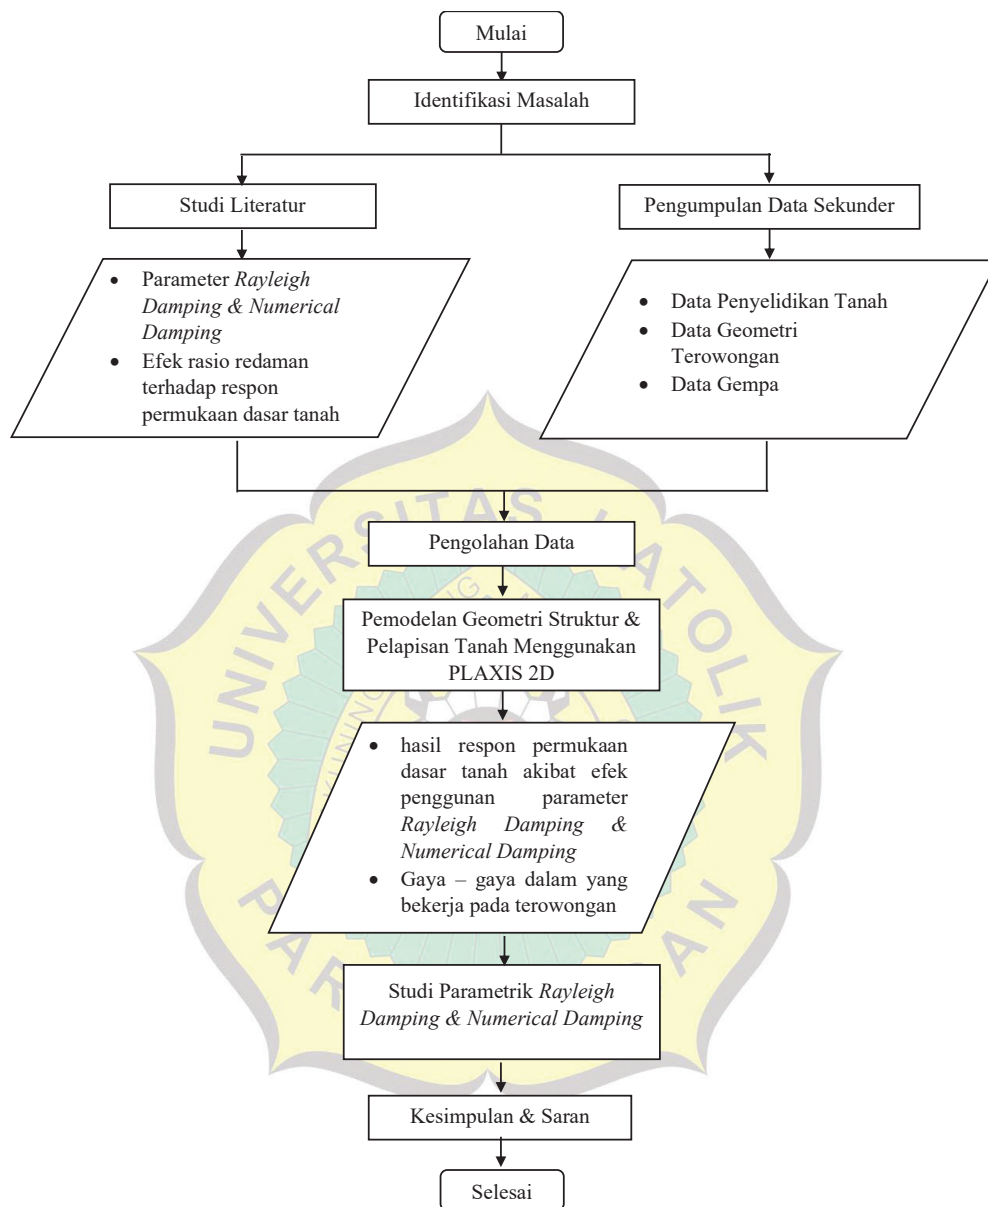 Mulai
Identifikasi Masalah
Studi Literatur
Pengumpulan Data Sekunder
• Parameter Rayleigh
Damping & Numerical
Damping
• Efek rasio redaman
terhadap respon
permukaan dasar tanah
• Data Penyelidikan Tanah
• Data Geometri
Terowongan
• Data Gempa
Pengolahan Data
Pemodelan Geometri Struktur &
Pelapisan Tanah Menggunakan
PLAXIS 2D
• hasil respon permukaan
dasar tanah akibat efek
penggunan parameter
Rayleigh Damping &
Numerical Damping
• Gaya – gaya dalam yang
bekerja pada terowongan
Studi Parametrik Rayleigh
Damping & Numerical Damping
Kesimpulan & Saran
Selesai
UNIVERSITAS KATOLIK